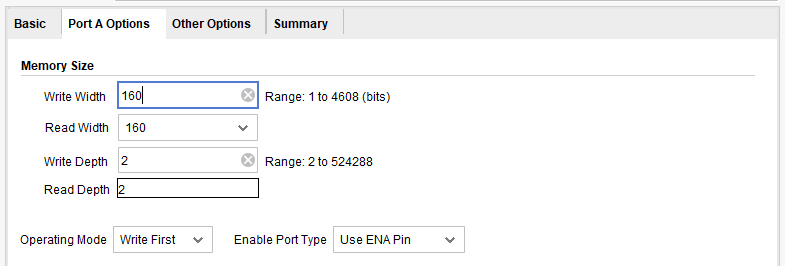 Basic Port A Options Other Options Summary
Memory Size
Write Width 160 Range: 1 to 4608 (bits)
Read Width 160
Write Depth 2 Range: 2 to 524288
Read Depth 2
Operating Mode Write First Enable Port Type Use ENA Pin